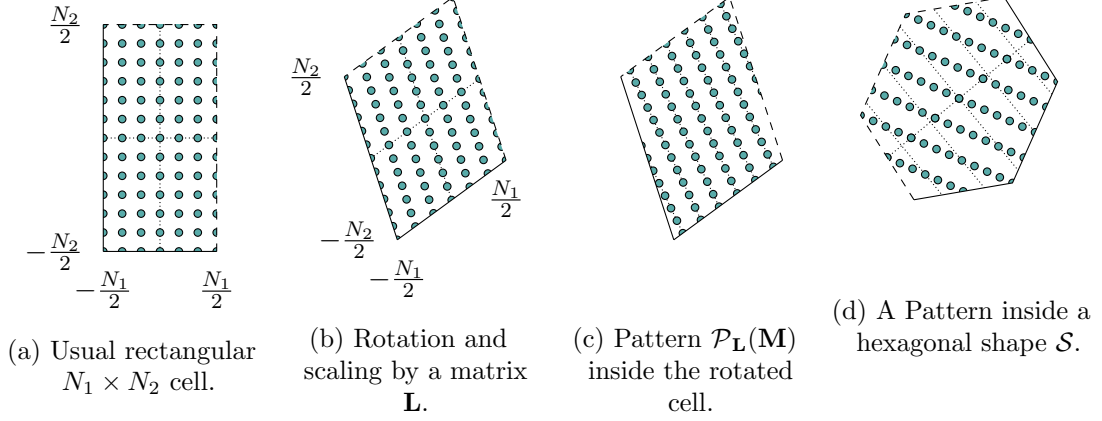 N₂/2
−N₂/2
−N₁/2
N₁/2
(a) Usual rectangular
N₁ × N₂ cell.
N₂/2
−N₂/2
−N₁/2
N₁/2
(b) Rotation and
scaling by a matrix
L.
(c) Pattern 𝒫_L(M)
inside the rotated
cell.
(d) A Pattern inside a
hexagonal shape 𝒮.